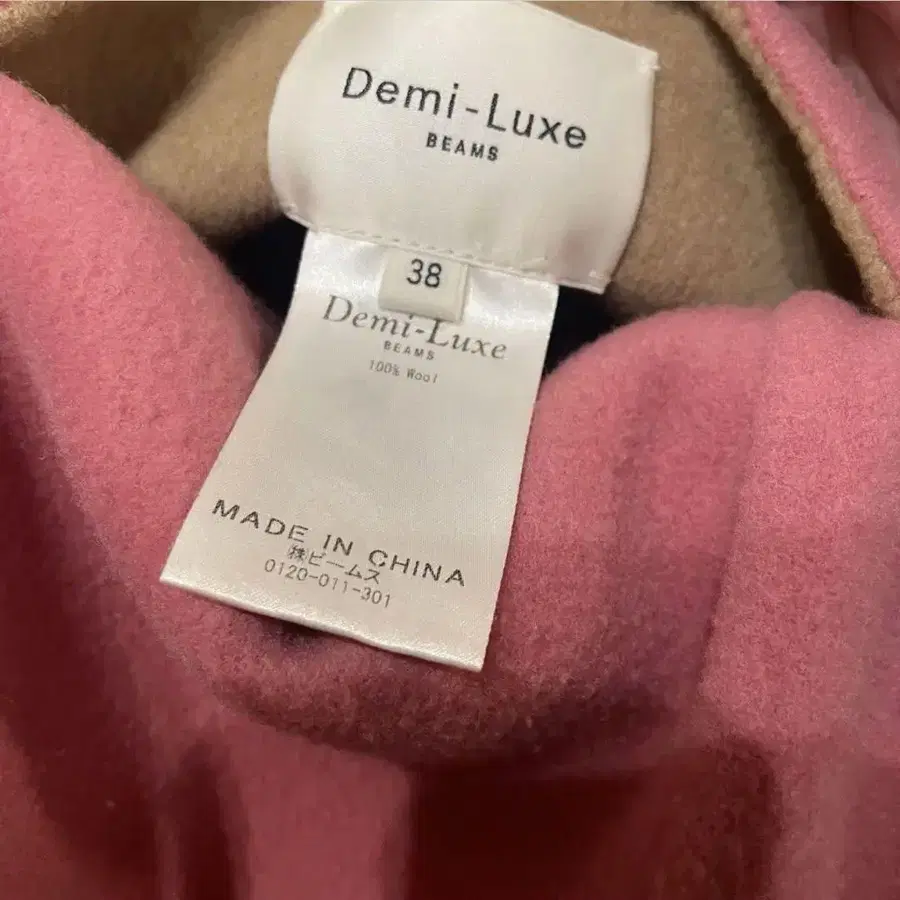 Demi-Luxe
BEAMS
38
Demi-Luxe
BEAMS
100% Wool
MADE IN CHINA
㈱ビームス
0120-011-301